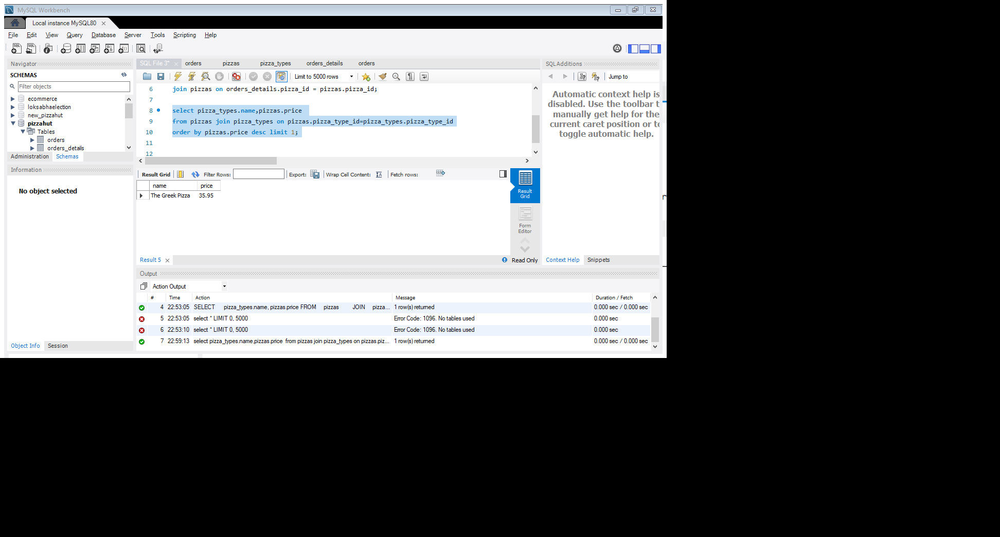 MySQL Workbench
Local instance MySQL80
File Edit View Query Database Server Tools Scripting Help
Navigator
SCHEMAS
Filter objects
ecommerce
loksabhaelection
new_pizzahut
pizzahut
Tables
orders
orders_details
Administration Schemas
Information
No object selected
Object Info Session
SQL File 3* orders pizzas pizza_types orders_details orders
Limit to 5000 rows
6 join pizzas on orders_details.pizza_id = pizzas.pizza_id;
7
8 select pizza_types.name,pizzas.price
9 from pizzas join pizza_types on pizzas.pizza_type_id=pizza_types.pizza_type_id
10 order by pizzas.price desc limit 1;
11
12
Result Grid Filter Rows: Export: Wrap Cell Content: Fetch rows:
name price
The Greek Pizza 35.95
Result Grid
Form Editor
Result 5 Read Only
SQLAdditions
Jump to
Automatic context help is
disabled. Use the toolbar t
manually get help for the
current caret position or to
toggle automatic help.
Context Help Snippets
Output
Action Output
# Time Action Message Duration / Fetch
4 22:53:05 SELECT pizza_types.name, pizzas.price FROM pizzas JOIN pizza... 1 row(s) returned 0.000 sec / 0.000 sec
5 22:53:05 select * LIMIT 0, 5000 Error Code: 1096. No tables used 0.000 sec
6 22:53:10 select * LIMIT 0, 5000 Error Code: 1096. No tables used 0.000 sec
7 22:59:13 select pizza_types.name,pizzas.price from pizzas join pizza_types on pizzas.piz... 1 row(s) returned 0.000 sec / 0.000 sec